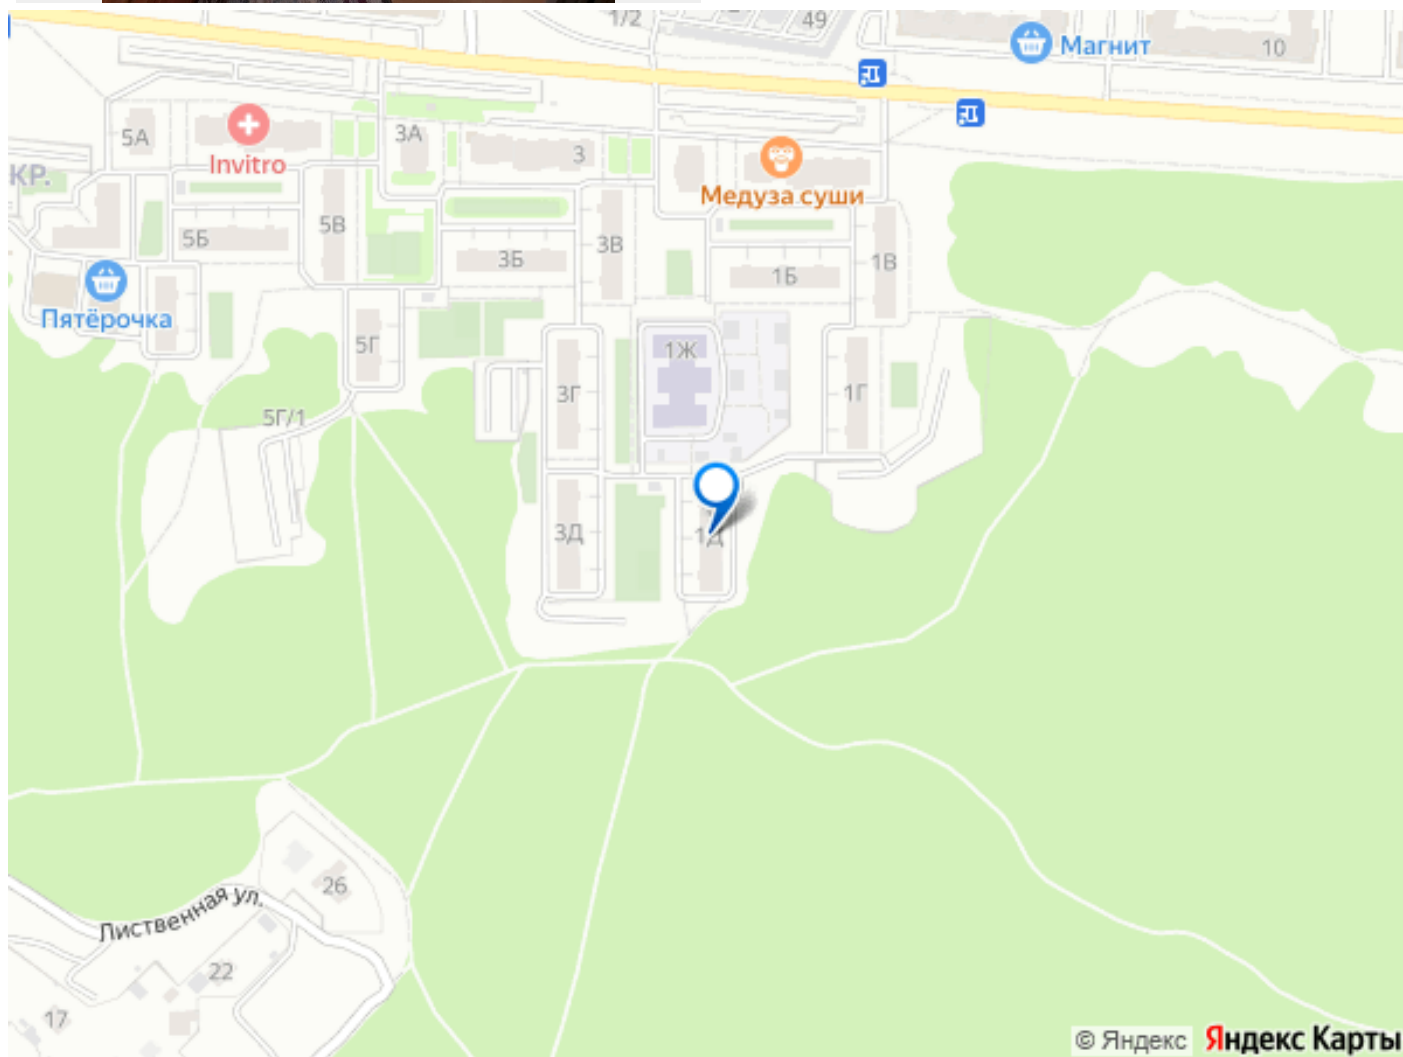 1/2
49
Магнит
10
5А
Invitro
3А
3
Медуза суши
КР.
5Б
5В
3Б
3В
1Б
1В
Пятёрочка
5Г
1Ж
3Г
1Г
5Г/1
3Д
1Д
26
Лиственная ул.
22
17
© Яндекс Яндекс Карты